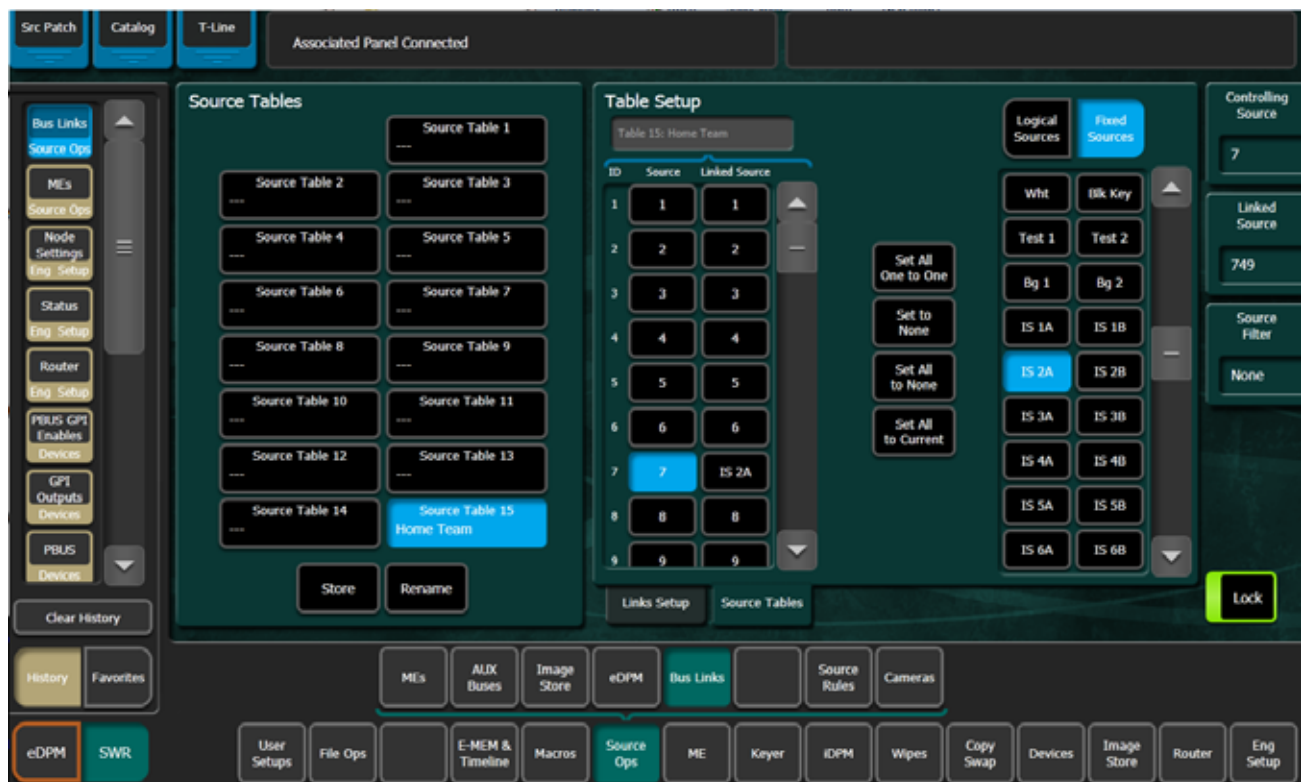 Src Patch
Catalog
T-Line
Associated Panel Connected
Bus Links
Source Ops
MEs
Source Ops
Node
Settings
Eng Setup
Status
Eng Setup
Router
Eng Setup
PBUS GPI
Enables
Devices
GPI
Outputs
Devices
PBUS
Devices
Clear History
History
Favorites
Source Tables
Source Table 1
---
Source Table 2
---
Source Table 3
---
Source Table 4
---
Source Table 5
---
Source Table 6
---
Source Table 7
---
Source Table 8
---
Source Table 9
---
Source Table 10
---
Source Table 11
---
Source Table 12
---
Source Table 13
---
Source Table 14
---
Source Table 15
Home Team
Store
Rename
Table Setup
Table 15: Home Team
ID Source Linked Source
1 1 1
2 2 2
3 3 3
4 4 4
5 5 5
6 6 6
7 7 IS 2A
8 8 8
9 9 9
Links Setup
Source Tables
Set All
One to One
Set to
None
Set All
to None
Set All
to Current
Logical
Sources
Fixed
Sources
Wht Blk Key
Test 1 Test 2
Bg 1 Bg 2
IS 1A IS 1B
IS 2A IS 2B
IS 3A IS 3B
IS 4A IS 4B
IS 5A IS 5B
IS 6A IS 6B
Controlling
Source
7
Linked
Source
749
Source
Filter
None
Lock
MEs
AUX
Buses
Image
Store
eDPM
Bus Links
Source
Rules
Cameras
eDPM
SWR
User
Setups
File Ops
E-MEM &
Timeline
Macros
Source
Ops
ME
Keyer
iDPM
Wipes
Copy
Swap
Devices
Image
Store
Router
Eng
Setup